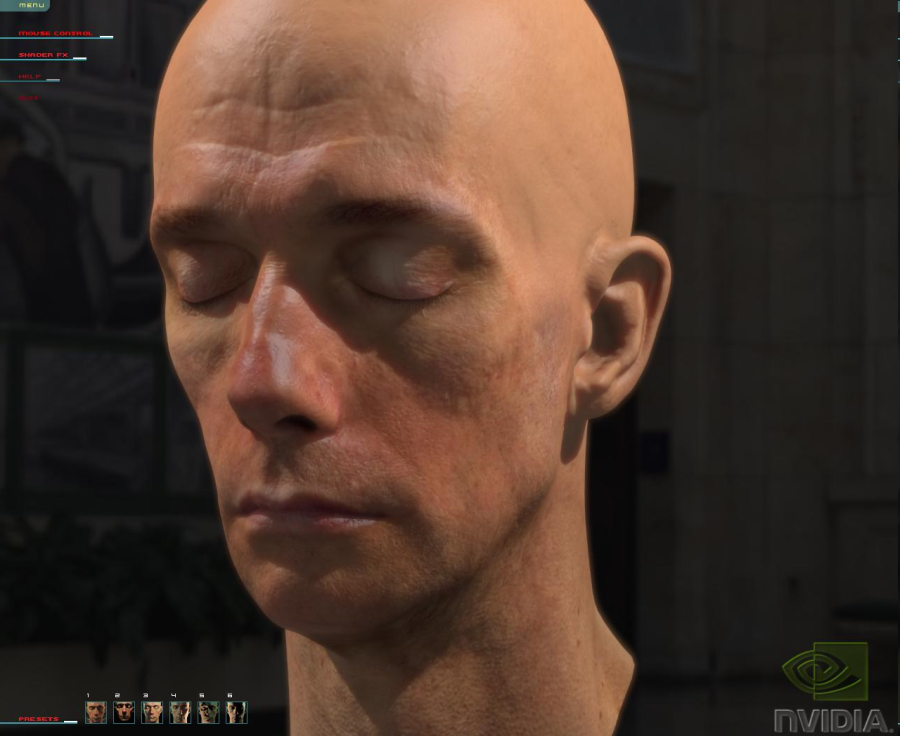 MENU
MOUSE CONTROL
SHADER FX
HELP
1 2 3 4 5 6
PRESETS
NVIDIA.